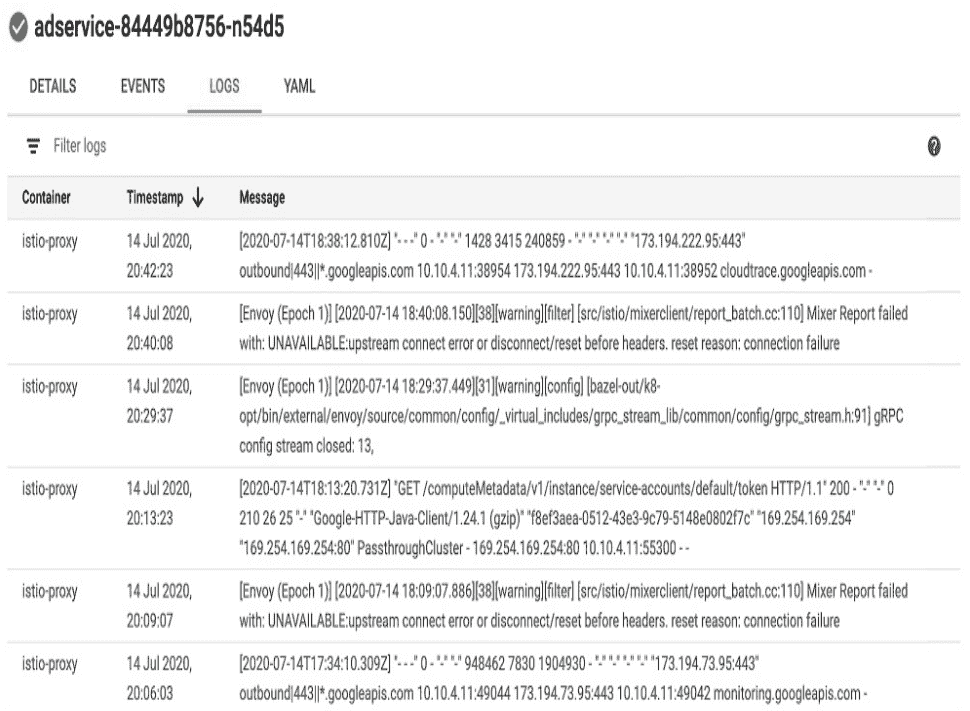 adservice-84449b8756-n54d5
DETAILS EVENTS LOGS YAML
Filter logs
Container Timestamp Message
istio-proxy 14 Jul 2020, [2020-07-14T18:38:12.810Z] "- - -" 0 - "-" "-" 1428 3415 240859 - "-" "-" "-" "-" "173.194.222.95:443"
20:42:23 outbound|443||*.googleapis.com 10.10.4.11:38954 173.194.222.95:443 10.10.4.11:38952 cloudtrace.googleapis.com -
istio-proxy 14 Jul 2020, [Envoy (Epoch 1)] [2020-07-14 18:40:08.150][38][warning][filter] [src/istio/mixerclient/report_batch.cc:110] Mixer Report failed
20:40:08 with: UNAVAILABLE:upstream connect error or disconnect/reset before headers. reset reason: connection failure
istio-proxy 14 Jul 2020, [Envoy (Epoch 1)] [2020-07-14 18:29:37.449][31][warning][config] [bazel-out/k8-
20:29:37 opt/bin/external/envoy/source/common/config/_virtual_includes/grpc_stream_lib/common/config/grpc_stream.h:91] gRPC
config stream closed: 13,
istio-proxy 14 Jul 2020, [2020-07-14T18:13:20.731Z] "GET /computeMetadata/v1/instance/service-accounts/default/token HTTP/1.1" 200 - "-" "-" 0
20:13:23 210 26 25 "-" "Google-HTTP-Java-Client/1.24.1 (gzip)" "f8ef3aea-0512-43e3-9c79-5148e0802f7c" "169.254.169.254"
"169.254.169.254:80" PassthroughCluster - 169.254.169.254:80 10.10.4.11:55300 - -
istio-proxy 14 Jul 2020, [Envoy (Epoch 1)] [2020-07-14 18:09:07.886][38][warning][filter] [src/istio/mixerclient/report_batch.cc:110] Mixer Report failed
20:09:07 with: UNAVAILABLE:upstream connect error or disconnect/reset before headers. reset reason: connection failure
istio-proxy 14 Jul 2020, [2020-07-14T17:34:10.309Z] "- - -" 0 - "-" "-" 948462 7830 1904930 - "-" "-" "-" "-" "173.194.73.95:443"
20:06:03 outbound|443||*.googleapis.com 10.10.4.11:49044 173.194.73.95:443 10.10.4.11:49042 monitoring.googleapis.com -